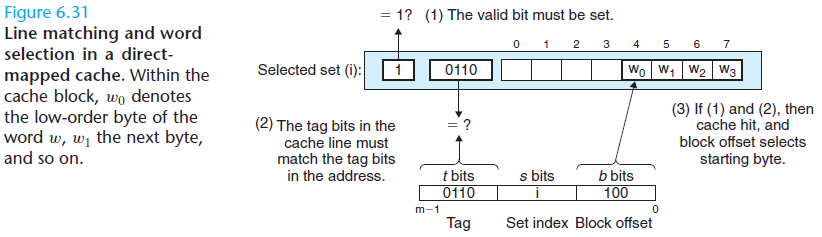 Figure 6.31
Line matching and word
selection in a direct-
mapped cache. Within the
cache block, w0 denotes
the low-order byte of the
word w, w1 the next byte,
and so on.
= 1? (1) The valid bit must be set.
0 1 2 3 4 5 6 7
Selected set (i): 1 0110 w0 w1 w2 w3
(2) The tag bits in the
cache line must
match the tag bits
in the address.
= ?
(3) If (1) and (2), then
cache hit, and
block offset selects
starting byte.
t bits s bits b bits
0110 i 100
m−1 0
Tag Set index Block offset